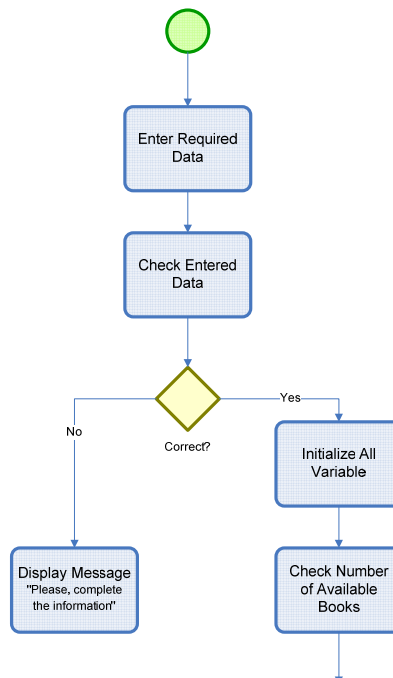 Enter Required
Data
Check Entered
Data
Correct?
No
Yes
Initialize All
Variable
Display Message
"Please, complete
the information"
Check Number
of Available
Books